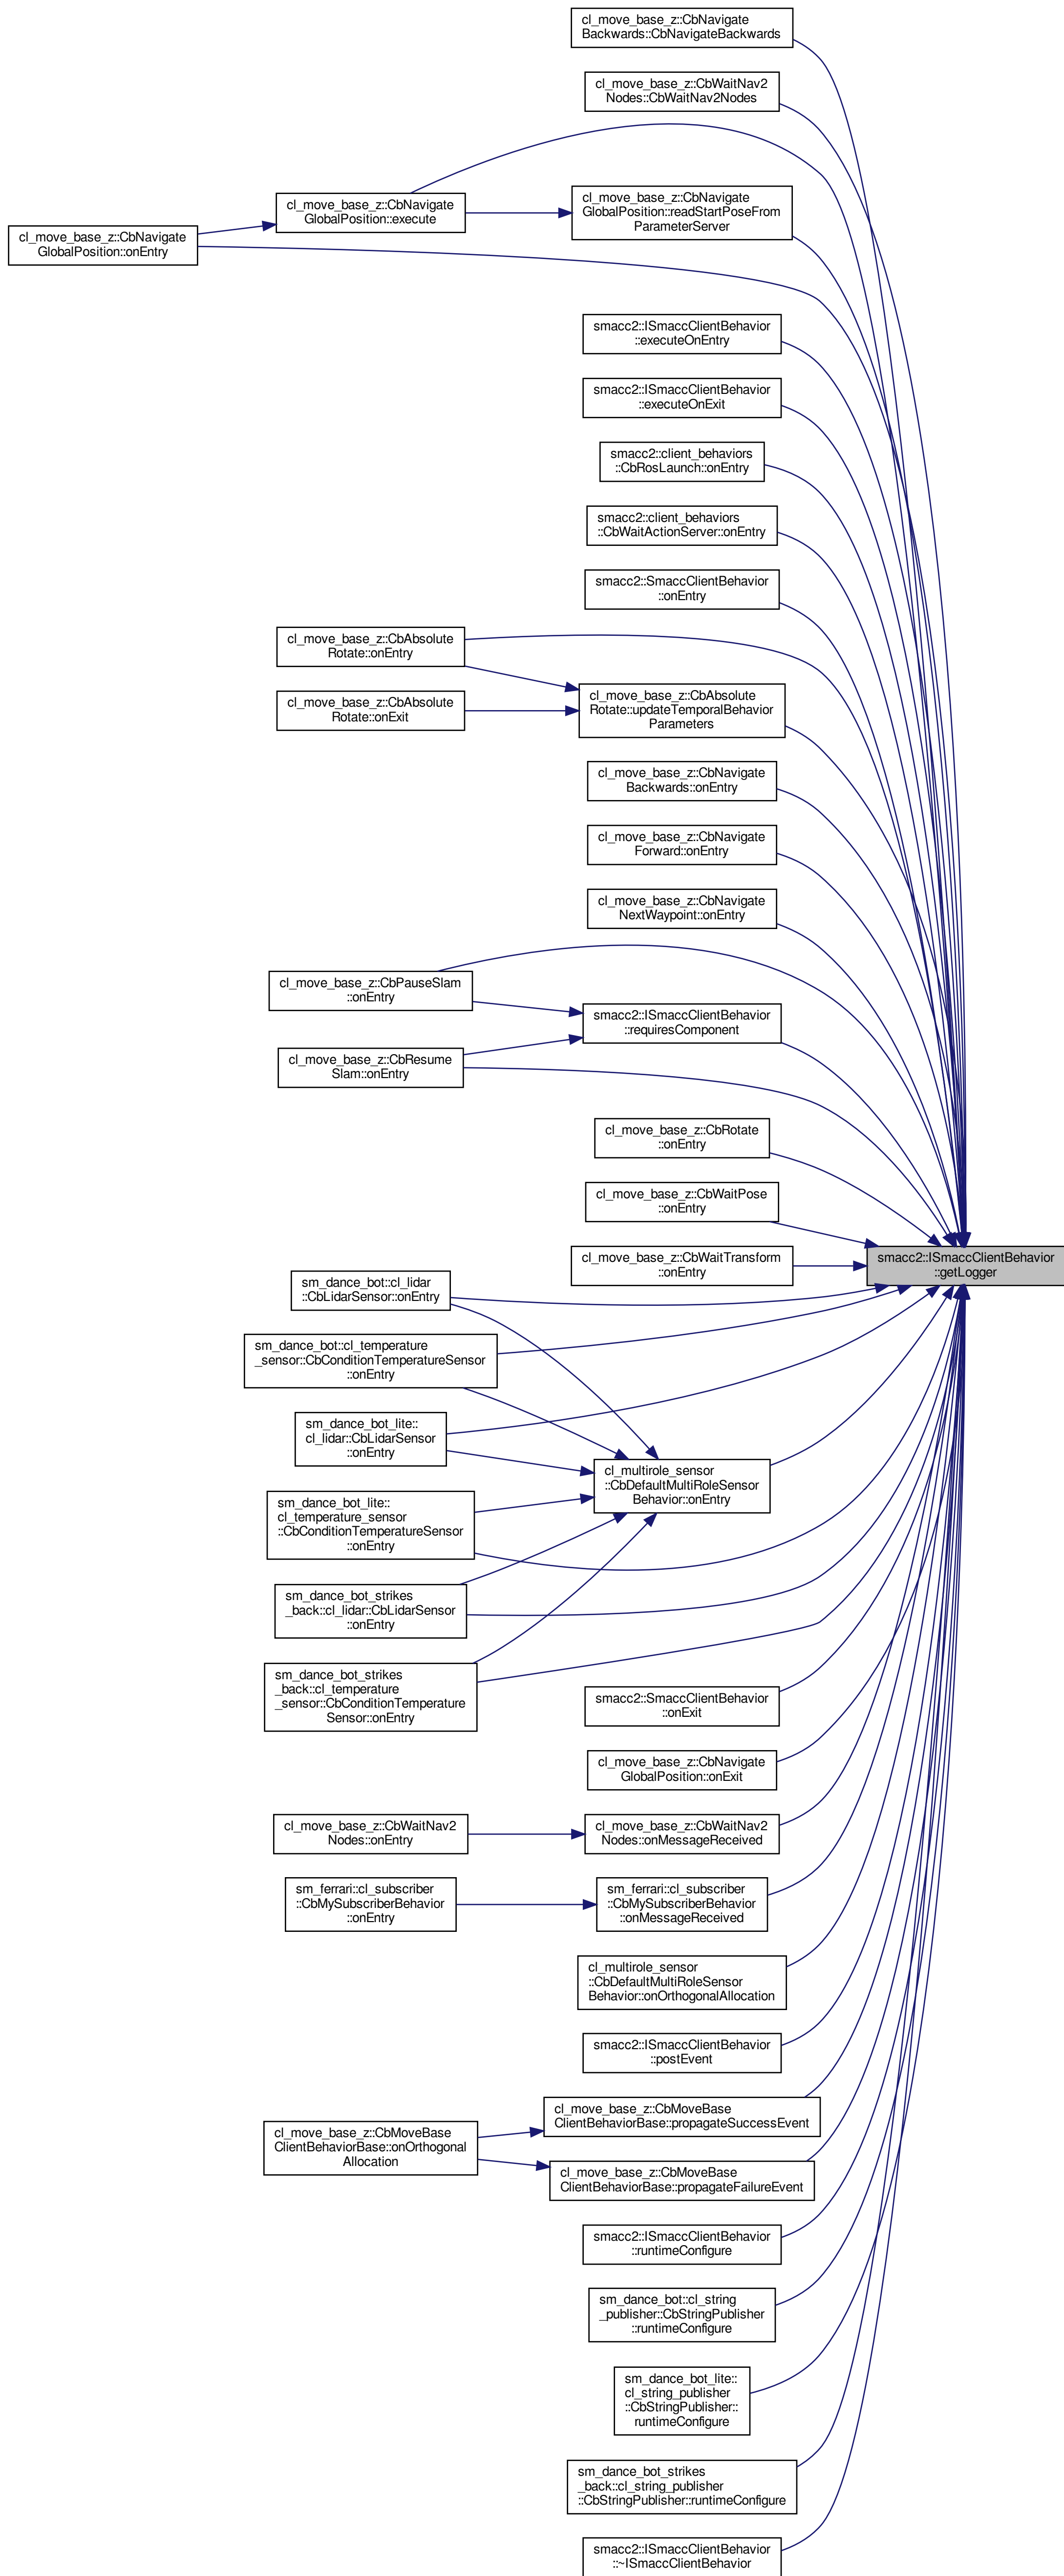 cl_move_base_z::CbNavigate
Backwards::CbNavigateBackwards
cl_move_base_z::CbWaitNav2
Nodes::CbWaitNav2Nodes
cl_move_base_z::CbNavigate
GlobalPosition::execute
cl_move_base_z::CbNavigate
GlobalPosition::readStartPoseFrom
ParameterServer
cl_move_base_z::CbNavigate
GlobalPosition::onEntry
smacc2::ISmaccClientBehavior
::executeOnEntry
smacc2::ISmaccClientBehavior
::executeOnExit
smacc2::client_behaviors
::CbRosLaunch::onEntry
smacc2::client_behaviors
::CbWaitActionServer::onEntry
smacc2::SmaccClientBehavior
::onEntry
cl_move_base_z::CbAbsolute
Rotate::onEntry
cl_move_base_z::CbAbsolute
Rotate::onExit
cl_move_base_z::CbAbsolute
Rotate::updateTemporalBehavior
Parameters
cl_move_base_z::CbNavigate
Backwards::onEntry
cl_move_base_z::CbNavigate
Forward::onEntry
cl_move_base_z::CbNavigate
NextWaypoint::onEntry
cl_move_base_z::CbPauseSlam
::onEntry
smacc2::ISmaccClientBehavior
::requiresComponent
cl_move_base_z::CbResume
Slam::onEntry
cl_move_base_z::CbRotate
::onEntry
cl_move_base_z::CbWaitPose
::onEntry
cl_move_base_z::CbWaitTransform
::onEntry
smacc2::ISmaccClientBehavior
::getLogger
sm_dance_bot::cl_lidar
::CbLidarSensor::onEntry
sm_dance_bot::cl_temperature
_sensor::CbConditionTemperatureSensor
::onEntry
sm_dance_bot_lite::
cl_lidar::CbLidarSensor
::onEntry
cl_multirole_sensor
::CbDefaultMultiRoleSensor
Behavior::onEntry
sm_dance_bot_lite::
cl_temperature_sensor
::CbConditionTemperatureSensor
::onEntry
sm_dance_bot_strikes
_back::cl_lidar::CbLidarSensor
::onEntry
sm_dance_bot_strikes
_back::cl_temperature
_sensor::CbConditionTemperature
Sensor::onEntry
smacc2::SmaccClientBehavior
::onExit
cl_move_base_z::CbNavigate
GlobalPosition::onExit
cl_move_base_z::CbWaitNav2
Nodes::onEntry
cl_move_base_z::CbWaitNav2
Nodes::onMessageReceived
sm_ferrari::cl_subscriber
::CbMySubscriberBehavior
::onEntry
sm_ferrari::cl_subscriber
::CbMySubscriberBehavior
::onMessageReceived
cl_multirole_sensor
::CbDefaultMultiRoleSensor
Behavior::onOrthogonalAllocation
smacc2::ISmaccClientBehavior
::postEvent
cl_move_base_z::CbMoveBase
ClientBehaviorBase::propagateSuccessEvent
cl_move_base_z::CbMoveBase
ClientBehaviorBase::onOrthogonal
Allocation
cl_move_base_z::CbMoveBase
ClientBehaviorBase::propagateFailureEvent
smacc2::ISmaccClientBehavior
::runtimeConfigure
sm_dance_bot::cl_string
_publisher::CbStringPublisher
::runtimeConfigure
sm_dance_bot_lite::
cl_string_publisher
::CbStringPublisher::
runtimeConfigure
sm_dance_bot_strikes
_back::cl_string_publisher
::CbStringPublisher::runtimeConfigure
smacc2::ISmaccClientBehavior
::~ISmaccClientBehavior